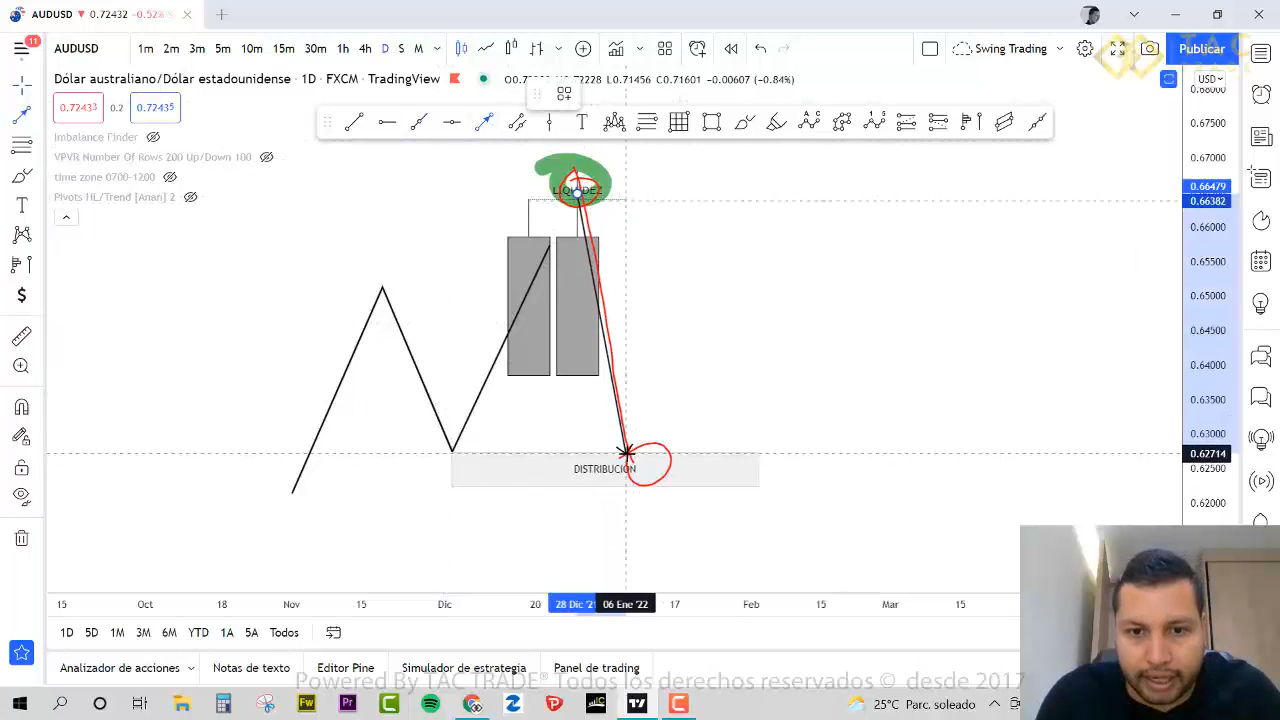 AUDUSD 0.72432 -0.52%
11
AUDUSD 1m 2m 5m 10m 15m 30m 1h 4h D S M Swing Trading Publicar
Dólar australiano/Dólar estadounidense · 1D · FXCM · TradingView L0.71456 C0.71601 -0.00607 (-0.84%) USD
0.72433 0.2 72435
Imbalance Finder
VPVR Number Of Rows 200 Up/Down 100
time zone 0700-1200
Pivots HL/Trend [Anan] 2
LIQUIDEZ
DISTRIBUCION
0.68000
0.67500
0.67000
0.66479
0.66382
0.66000
0.65500
0.65000
0.64500
0.64000
0.63500
0.63000
0.62714
0.62500
0.62000
15 Oct 18 Nov 15 Dic 20 28 Dic '21 06 Ene '22 17 Feb 15 Mar 15
1D 5D 1M 3M 6M YTD 1A 5A Todos
Analizador de acciones Notas de texto Editor Pine Simulador de estrategia Panel de trading
Powered By TAC TRADE® Todos los derechos reservados © desde 2017
25°C Parc. soleado